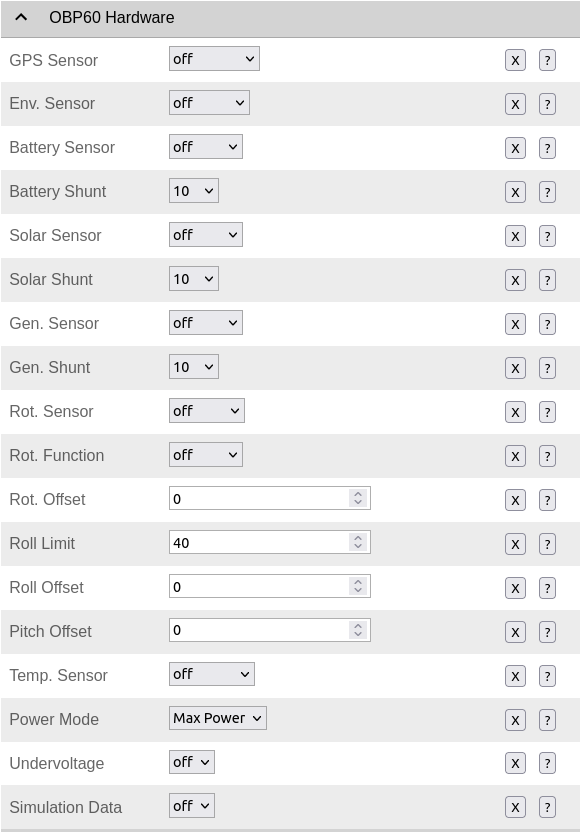 OBP60 Hardware
GPS Sensor off X ?
Env. Sensor off X ?
Battery Sensor off X ?
Battery Shunt 10 X ?
Solar Sensor off X ?
Solar Shunt 10 X ?
Gen. Sensor off X ?
Gen. Shunt 10 X ?
Rot. Sensor off X ?
Rot. Function off X ?
Rot. Offset 0 X ?
Roll Limit 40 X ?
Roll Offset 0 X ?
Pitch Offset 0 X ?
Temp. Sensor off X ?
Power Mode Max Power X ?
Undervoltage off X ?
Simulation Data off X ?